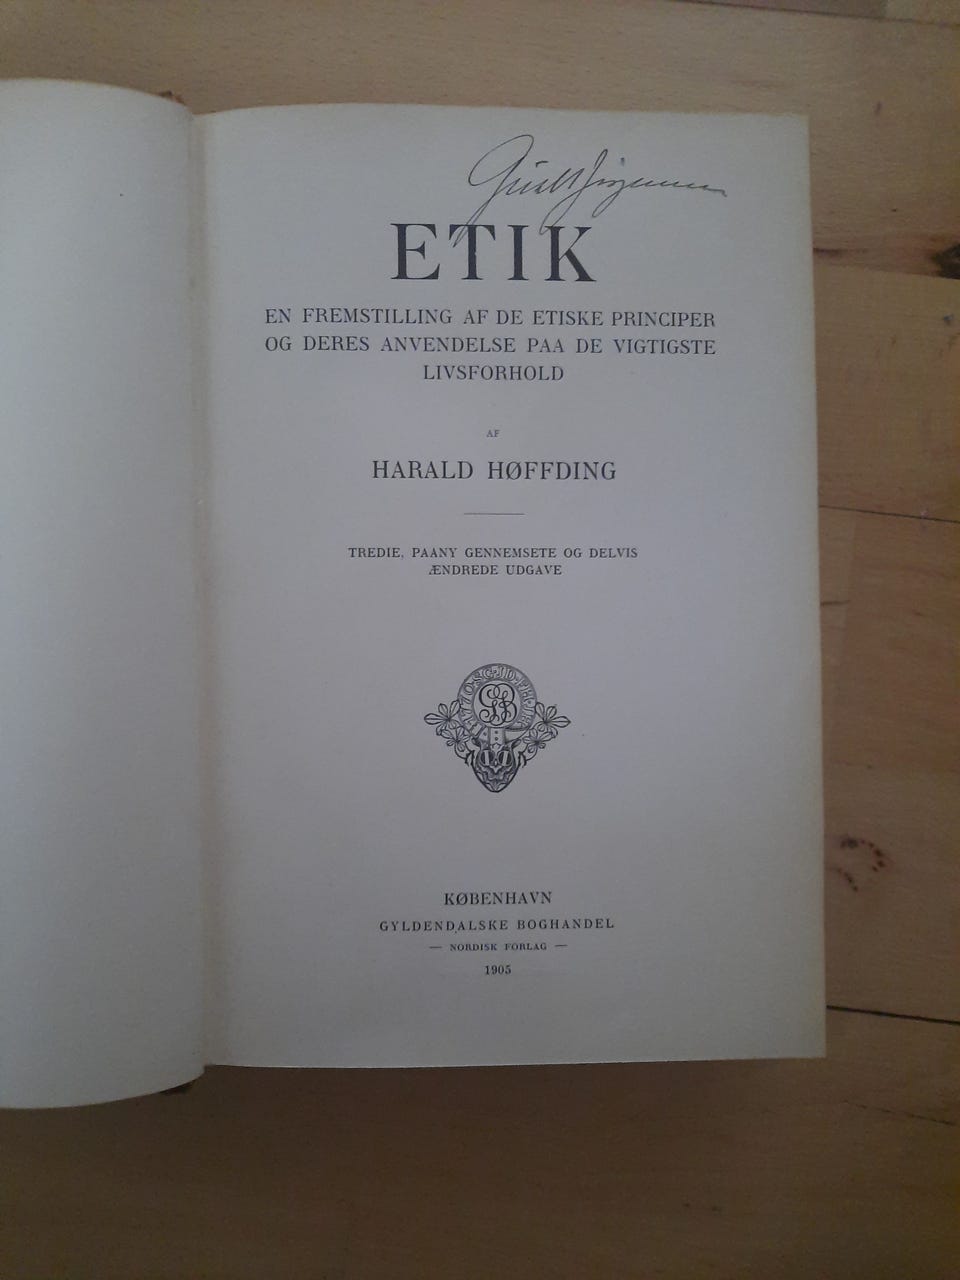 ETIK
EN FREMSTILLING AF DE ETISKE PRINCIPER
OG DERES ANVENDELSE PAA DE VIGTIGSTE
LIVSFORHOLD
AF
HARALD HØFFDING
TREDIE, PAANY GENNEMSETE OG DELVIS
ÆNDREDE UDGAVE
GB
KØBENHAVN
GYLDENDALSKE BOGHANDEL
— NORDISK FORLAG —
1905